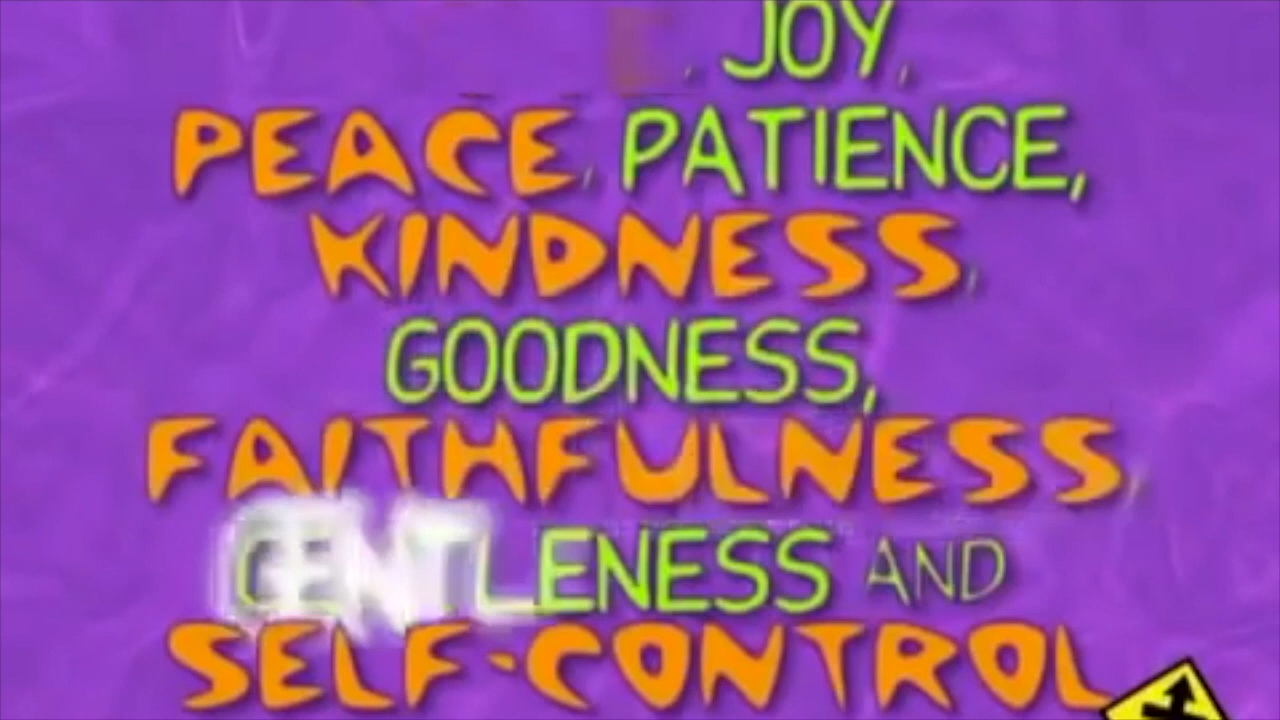 , JOY,
PEACE, PATIENCE,
KINDNESS,
GOODNESS,
FAITHFULNESS,
GENTLENESS AND
SELF-CONTROL